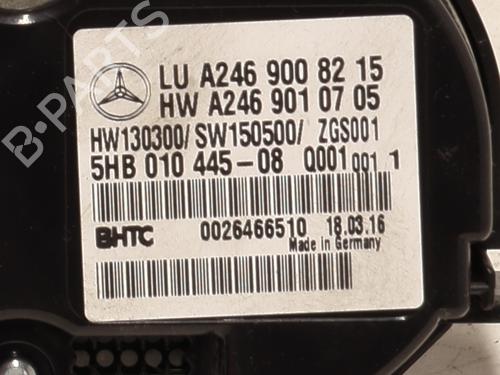 LU A246 900 82 15
HW A246 901 07 05
HW130300/ SW150500/ ZGS001
5HB 010 445-08 Q001 001 1
BHTC 0026466510 18.03.16
Made in Germany
B-PARTS